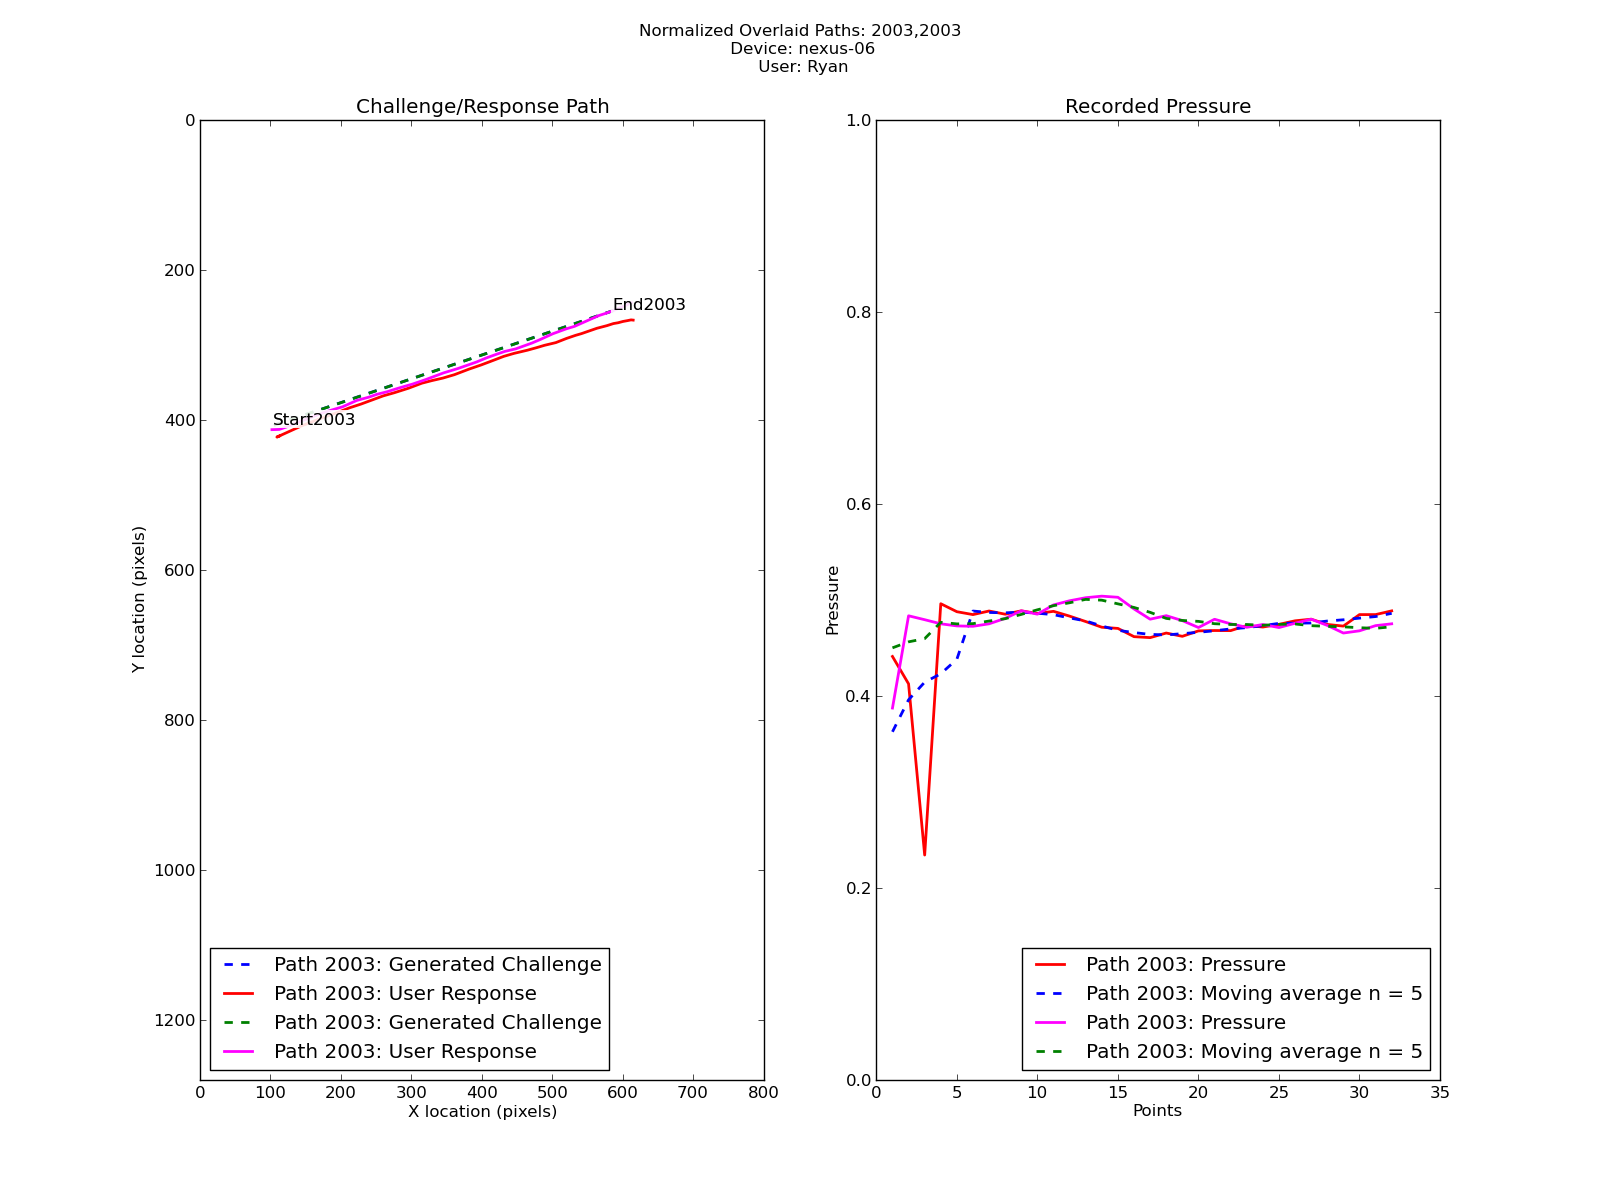 Normalized Overlaid Paths: 2003,2003
Device: nexus-06
User: Ryan
Challenge/Response Path
0
200
400
600
800
1000
1200
Y location (pixels)
End2003
Start2003
Path 2003: Generated Challenge
Path 2003: User Response
Path 2003: Generated Challenge
Path 2003: User Response
0 100 200 300 400 500 600 700 800
X location (pixels)
Recorded Pressure
1.0
0.8
0.6
0.4
0.2
0.0
Pressure
Path 2003: Pressure
Path 2003: Moving average n = 5
Path 2003: Pressure
Path 2003: Moving average n = 5
0 5 10 15 20 25 30 35
Points